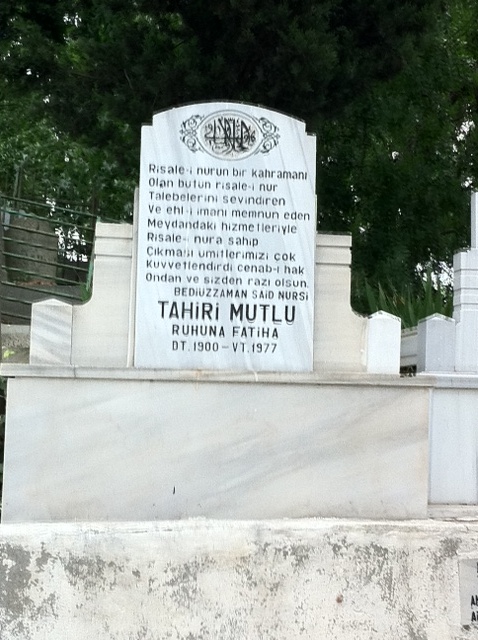 Risale-i nurun bir kahramanı
Olan bütün risale-i nur
Talebelerini sevindiren
Ve ehl-i imanı memnun eden
Meydandaki hizmetleriyle
Risale-i nura sahip
Çıkması ümitlerimizi çok
Kuvvetlendirdi cenab-ı hak
Ondan ve sizden razı olsun.
BEDİUZZAMAN SAİD NURSİ
TAHİRİ MUTLU
RUHUNA FATİHA
DT. 1900 - VT. 1977